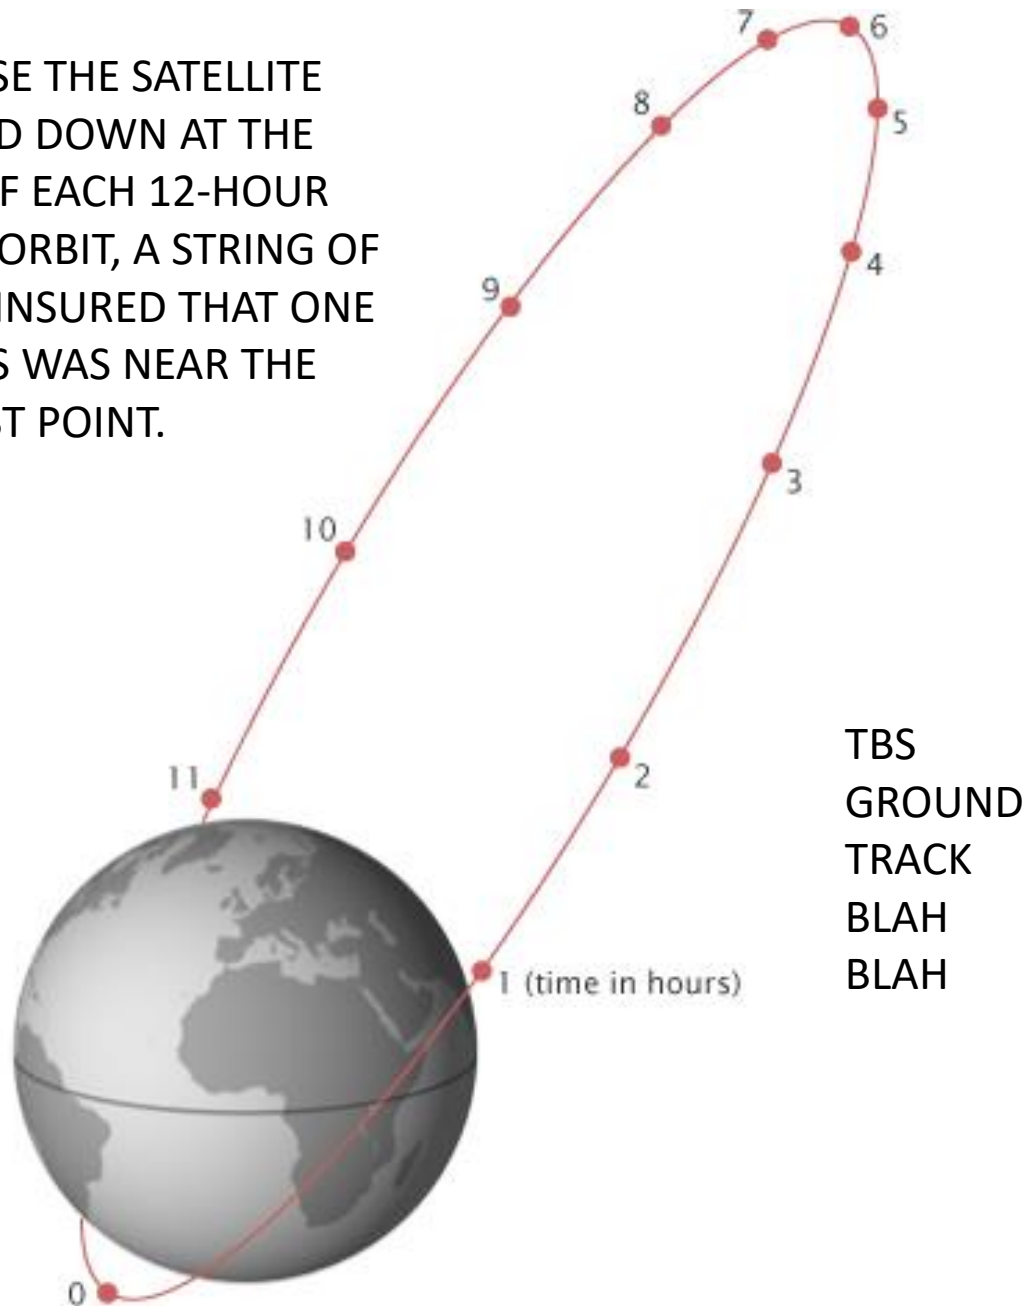 SE THE SATELLITE
D DOWN AT THE
F EACH 12-HOUR
ORBIT, A STRING OF
INSURED THAT ONE
S WAS NEAR THE
ST POINT.
7
6
8
5
4
9
3
10
2
11
1 (time in hours)
0
TBS
GROUND
TRACK
BLAH
BLAH